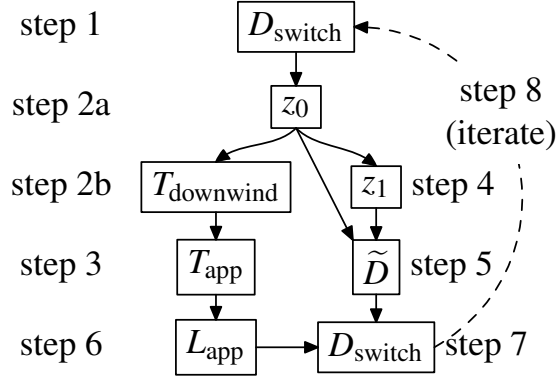 step 1 D_switch
step 2a z_0
step 8
(iterate)
step 2b T_downwind z_1 step 4
step 3 T_app D̃ step 5
step 6 L_app D_switch step 7